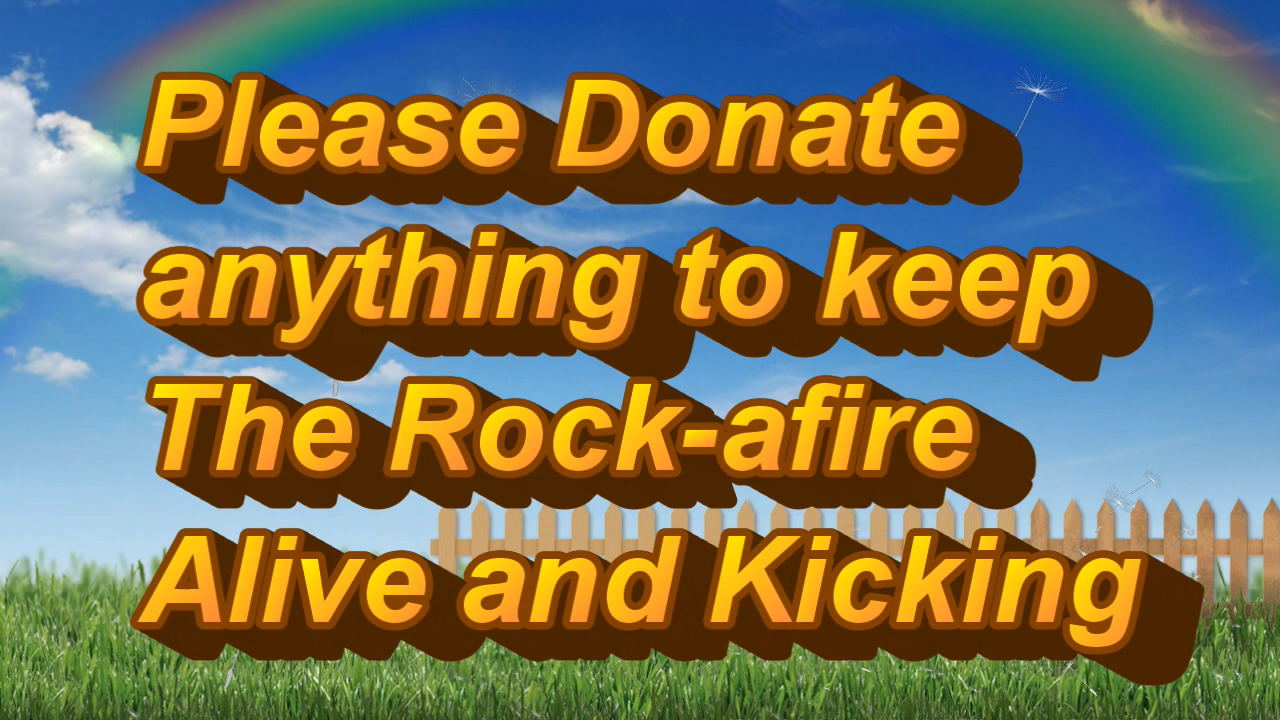 Please Donate
anything to keep
The Rock-afire
Alive and Kicking